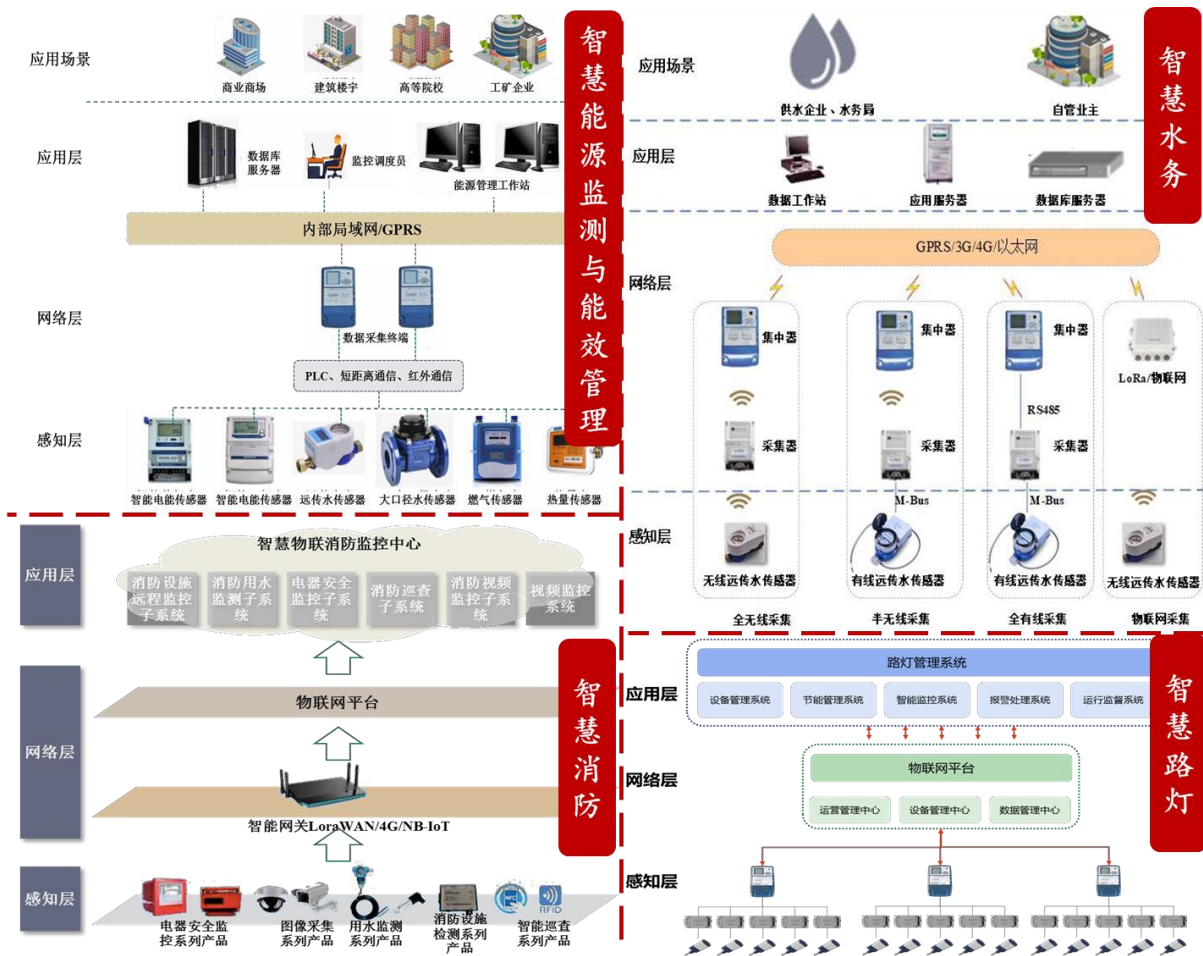 智慧能源监测与能效管理
应用场景
商业商场
建筑楼宇
高等院校
工矿企业
应用层
数据库
服务器
监控调度员
能源管理工作站
内部局域网/GPRS
网络层
数据采集终端
PLC、短距离通信、红外通信
感知层
智能电能传感器
智能电能传感器
远传水传感器
大口径水传感器
燃气传感器
热量传感器
智慧水务
应用场景
供水企业、水务局
自管业主
应用层
数据工作站
应用服务器
数据库服务器
GPRS/3G/4G/以太网
网络层
集中器
集中器
集中器
LoRa/物联网
RS485
采集器
采集器
采集器
M-Bus
M-Bus
感知层
无线远传水传感器
有线远传水传感器
有线远传水传感器
无线远传水传感器
全无线采集
半无线采集
全有线采集
物联网采集
智慧消防
应用层
智慧物联消防监控中心
消防设施
远程监控
子系统
消防用水
监测子系
统
电器安全
监控子系
统
消防巡查
子系统
消防视频
监控子系
统
视频监控
系统
网络层
物联网平台
智能网关LoraWAN/4G/NB-IoT
感知层
RFID
电器安全监
控系列产品
图像采集
系列产品
用水监测
系列产品
消防设施
检测系列
产品
智能巡查
系列产品
智慧路灯
应用层
路灯管理系统
设备管理系统
节能管理系统
智能监控系统
报警处理系统
运行监督系统
网络层
物联网平台
运营管理中心
设备管理中心
数据管理中心
感知层